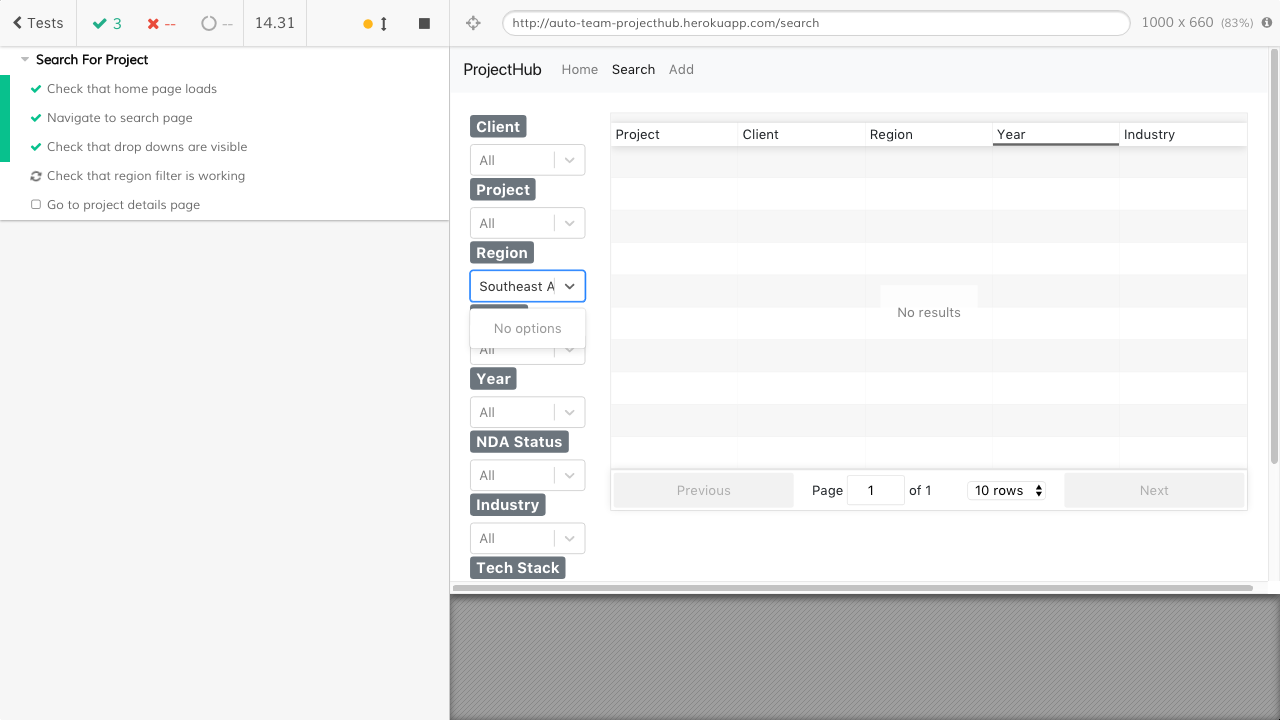 Tests 3 -- -- 14.31
http://auto-team-projecthub.herokuapp.com/search 1000 x 660 (83%)
Search For Project
Check that home page loads
Navigate to search page
Check that drop downs are visible
Check that region filter is working
Go to project details page
ProjectHub Home Search Add
Client
All
Project
All
Region
Southeast A
No options
All
Year
All
NDA Status
All
Industry
All
Tech Stack
Project Client Region Year Industry
No results
Previous Page 1 of 1 10 rows Next